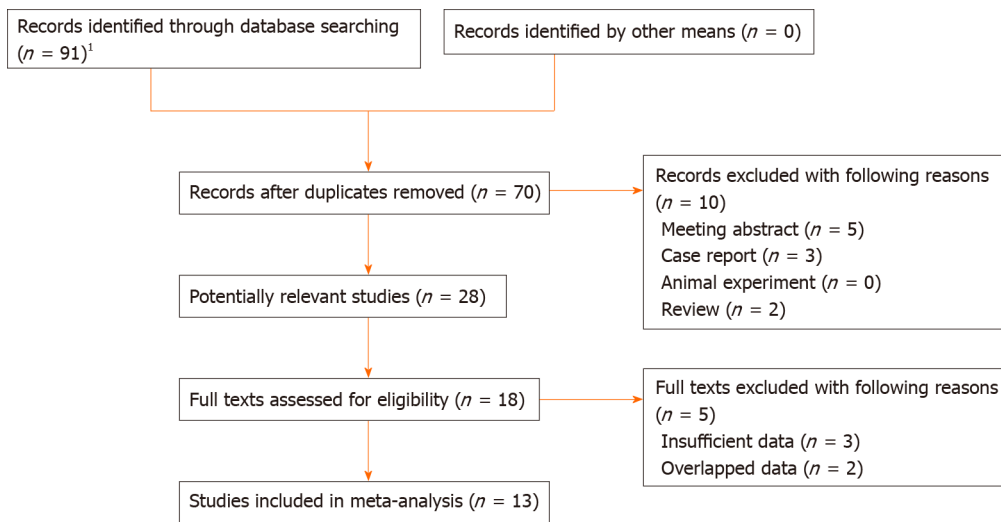 Records identified through database searching
(n = 91)¹
Records identified by other means (n = 0)
Records after duplicates removed (n = 70)
Records excluded with following reasons
(n = 10)
Meeting abstract (n = 5)
Case report (n = 3)
Animal experiment (n = 0)
Review (n = 2)
Potentially relevant studies (n = 28)
Full texts assessed for eligibility (n = 18)
Full texts excluded with following reasons
(n = 5)
Insufficient data (n = 3)
Overlapped data (n = 2)
Studies included in meta-analysis (n = 13)